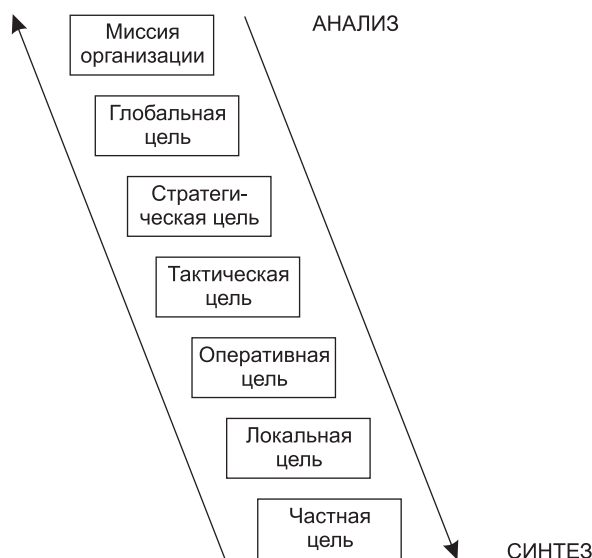 АНАЛИЗ
Миссия
организации
Глобальная
цель
Стратеги-
ческая цель
Тактическая
цель
Оперативная
цель
Локальная
цель
Частная
цель
СИНТЕЗ